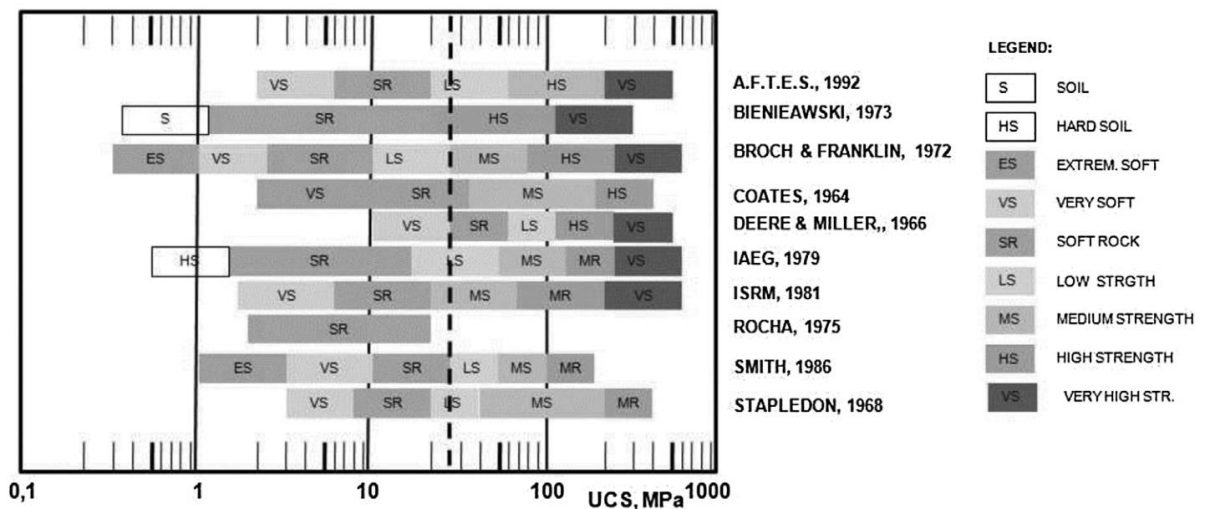 VS SR LS HS VS A.F.T.E.S., 1992
S SR HS VS BIENIEAWSKI, 1973
ES VS SR LS MS HS VS BROCH & FRANKLIN, 1972
VS SR MS HS COATES, 1964
VS SR LS HS VS DEERE & MILLER,, 1966
HS SR LS MS MR VS IAEG, 1979
VS SR MS MR VS ISRM, 1981
SR ROCHA, 1975
ES VS SR LS MS MR SMITH, 1986
VS SR LS MS MR STAPLEDON, 1968
0,1 1 10 UCS, MPa 100 1000
LEGEND:
S SOIL
HS HARD SOIL
ES EXTREM. SOFT
VS VERY SOFT
SR SOFT ROCK
LS LOW STRGTH
MS MEDIUM STRENGTH
HS HIGH STRENGTH
VS VERY HIGH STR.